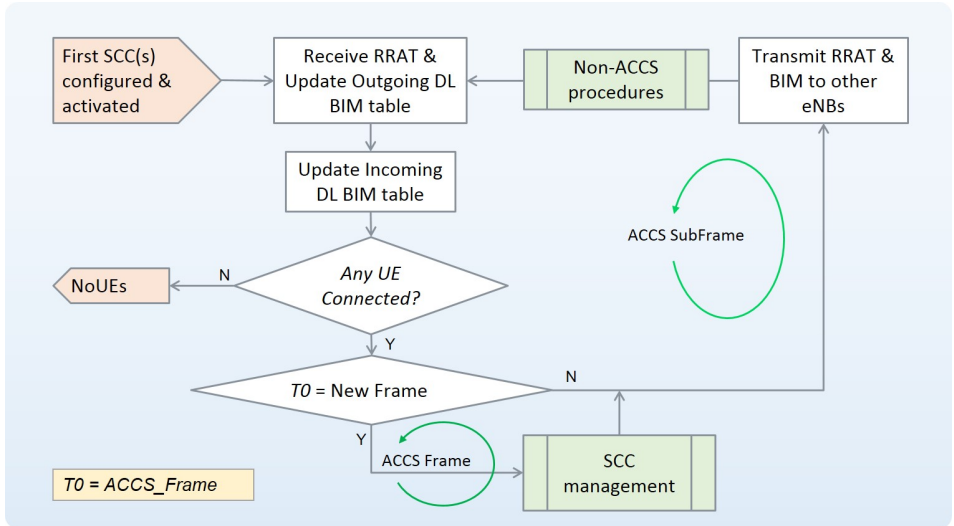 First SCC(s)
configured &
activated
Receive RRAT &
Update Outgoing DL
BIM table
Non-ACCS
procedures
Transmit RRAT &
BIM to other
eNBs
Update Incoming
DL BIM table
ACCS SubFrame
Any UE
Connected?
N
NoUEs
Y
T0 = New Frame
N
Y
ACCS Frame
SCC
management
T0 = ACCS_Frame